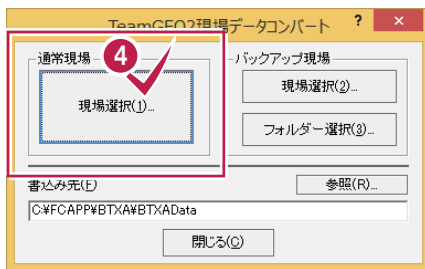 TeamGEO2現場データコンバート ? ×
通常現場
4
現場選択(1)...
バックアップ現場
現場選択(2)...
フォルダー選択(3)...
書込み先(F)
参照(R)...
C:¥FCAPP¥BTXA¥BTXAData
閉じる(C)